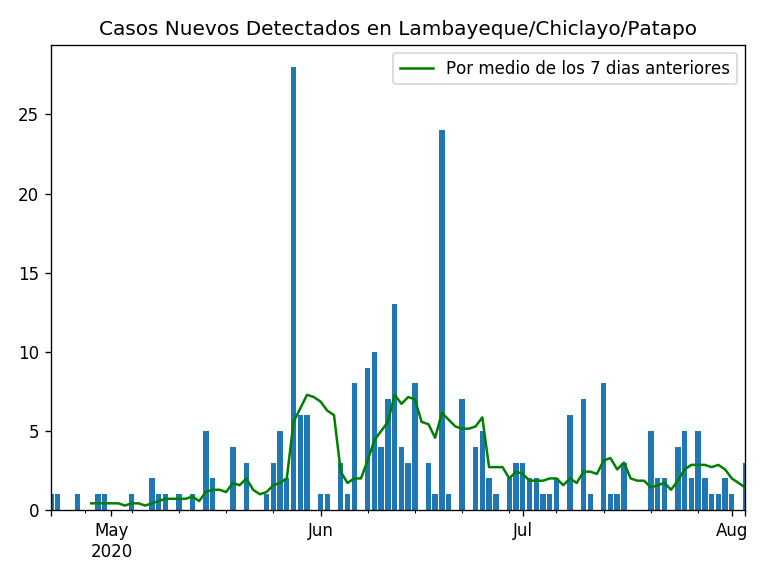 Casos Nuevos Detectados en Lambayeque/Chiclayo/Patapo
Por medio de los 7 dias anteriores
25
20
15
10
5
0
May
2020
Jun
Jul
Aug